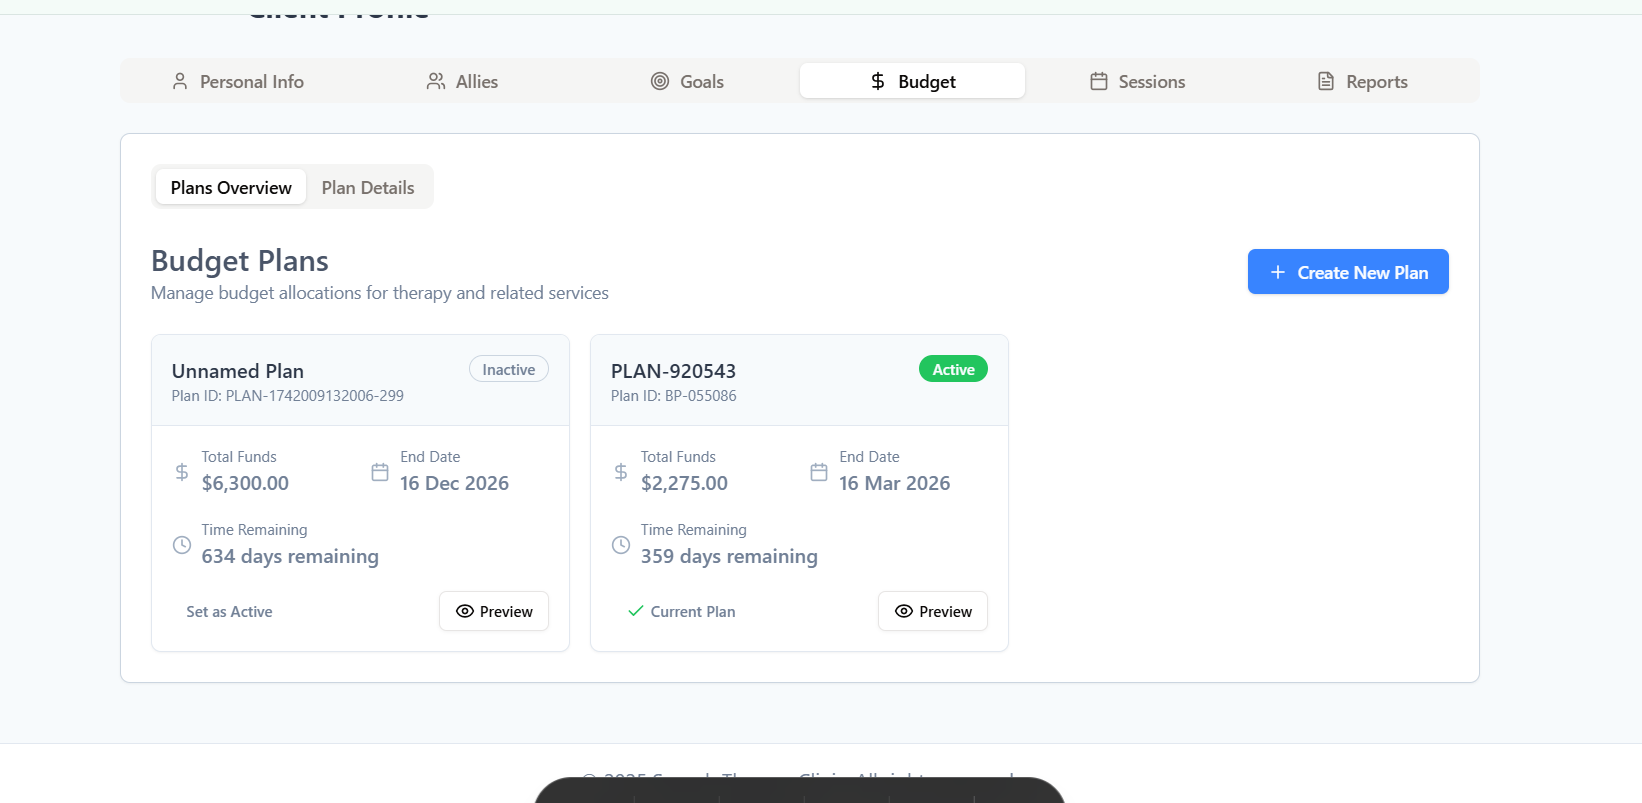 Client Profile
Personal Info
Allies
Goals
Budget
Sessions
Reports
Plans Overview
Plan Details
Budget Plans
Manage budget allocations for therapy and related services
Create New Plan
Unnamed Plan
Inactive
Plan ID: PLAN-1742009132006-299
Total Funds
$6,300.00
End Date
16 Dec 2026
Time Remaining
634 days remaining
Set as Active
Preview
PLAN-920543
Active
Plan ID: BP-055086
Total Funds
$2,275.00
End Date
16 Mar 2026
Time Remaining
359 days remaining
Current Plan
Preview
© 2025